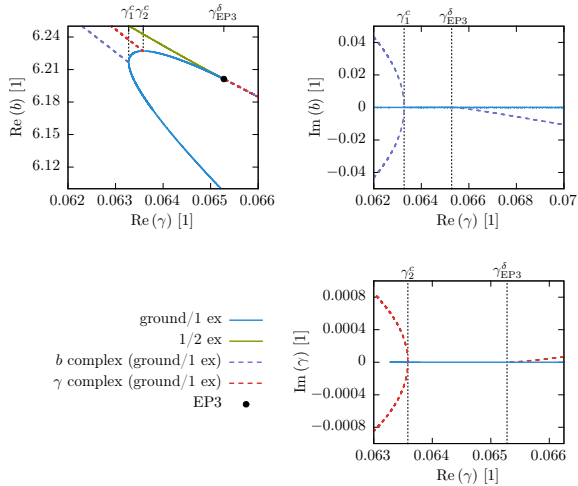 γ₁ᶜ γ₂ᶜ γ^δ_EP3
6.24
6.21
6.18
6.15
6.12
Re (b) [1]
0.062 0.063 0.064 0.065 0.066
Re (γ) [1]
γ₁ᶜ γ^δ_EP3
0.04
0.02
0
−0.02
−0.04
Im (b) [1]
0.062 0.064 0.066 0.068 0.07
Re (γ) [1]
ground/1 ex
1/2 ex
b complex (ground/1 ex)
γ complex (ground/1 ex)
EP3
γ₂ᶜ γ^δ_EP3
0.0008
0.0004
0
−0.0004
−0.0008
Im (γ) [1]
0.063 0.064 0.065 0.066
Re (γ) [1]